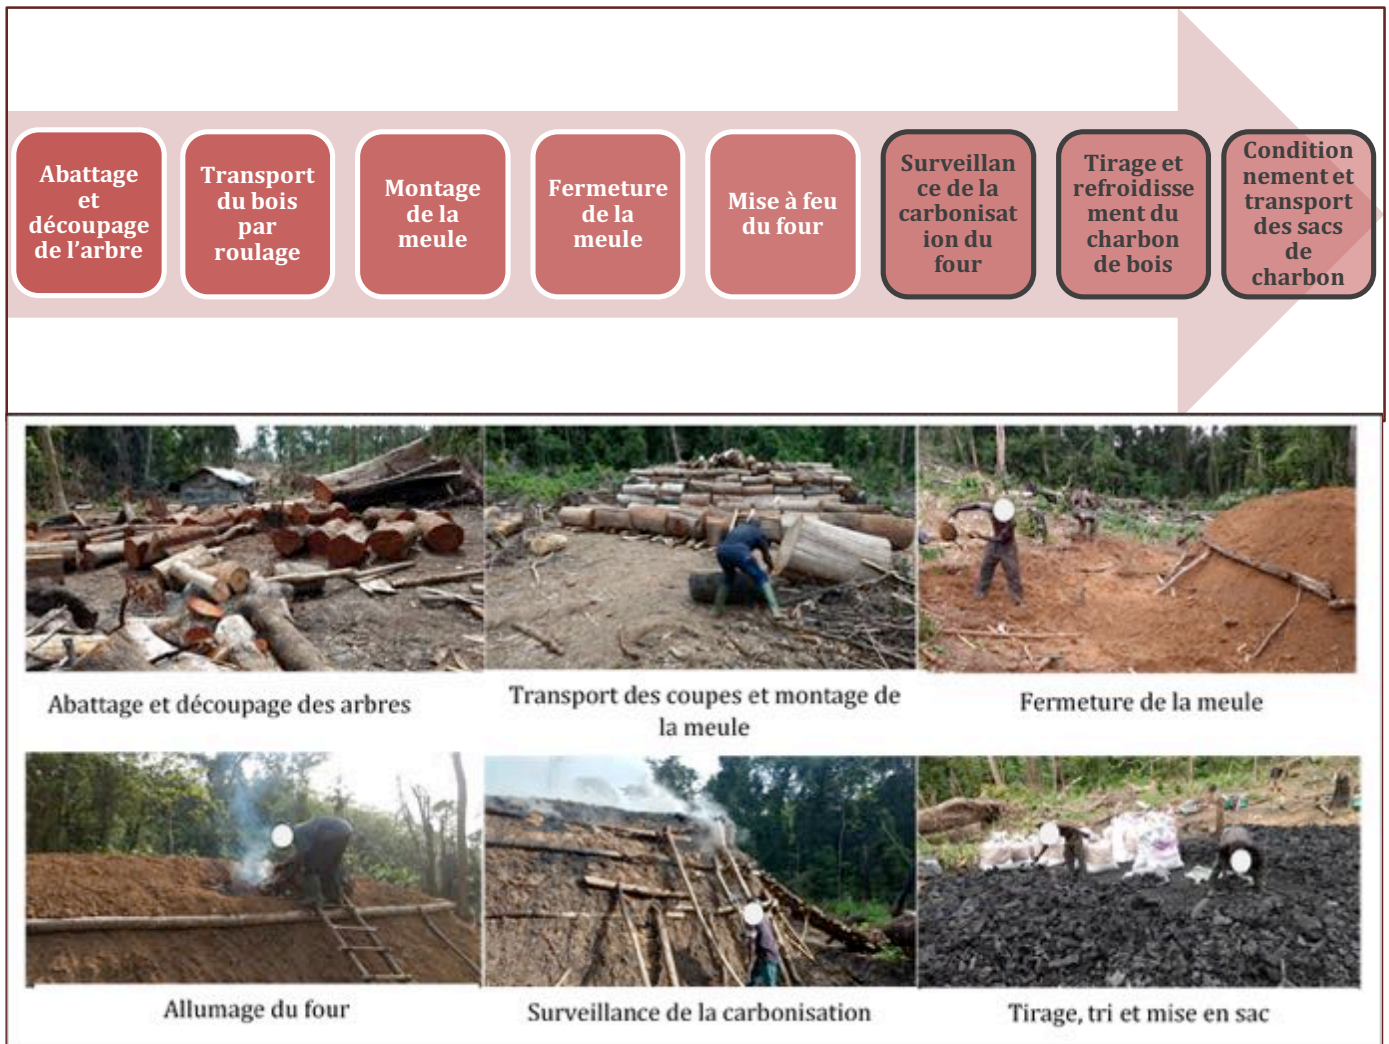 Abattage
et
découpage
de l'arbre
Transport
du bois
par
roulage
Montage
de la
meule
Fermeture
de la
meule
Mise à feu
du four
Surveillan
ce de la
carbonisat
ion du
four
Tirage et
refroidisse
ment du
charbon
de bois
Condition
nement et
transport
des sacs
de
charbon
Abattage et découpage des arbres
Transport des coupes et montage de
la meule
Fermeture de la meule
Allumage du four
Surveillance de la carbonisation
Tirage, tri et mise en sac